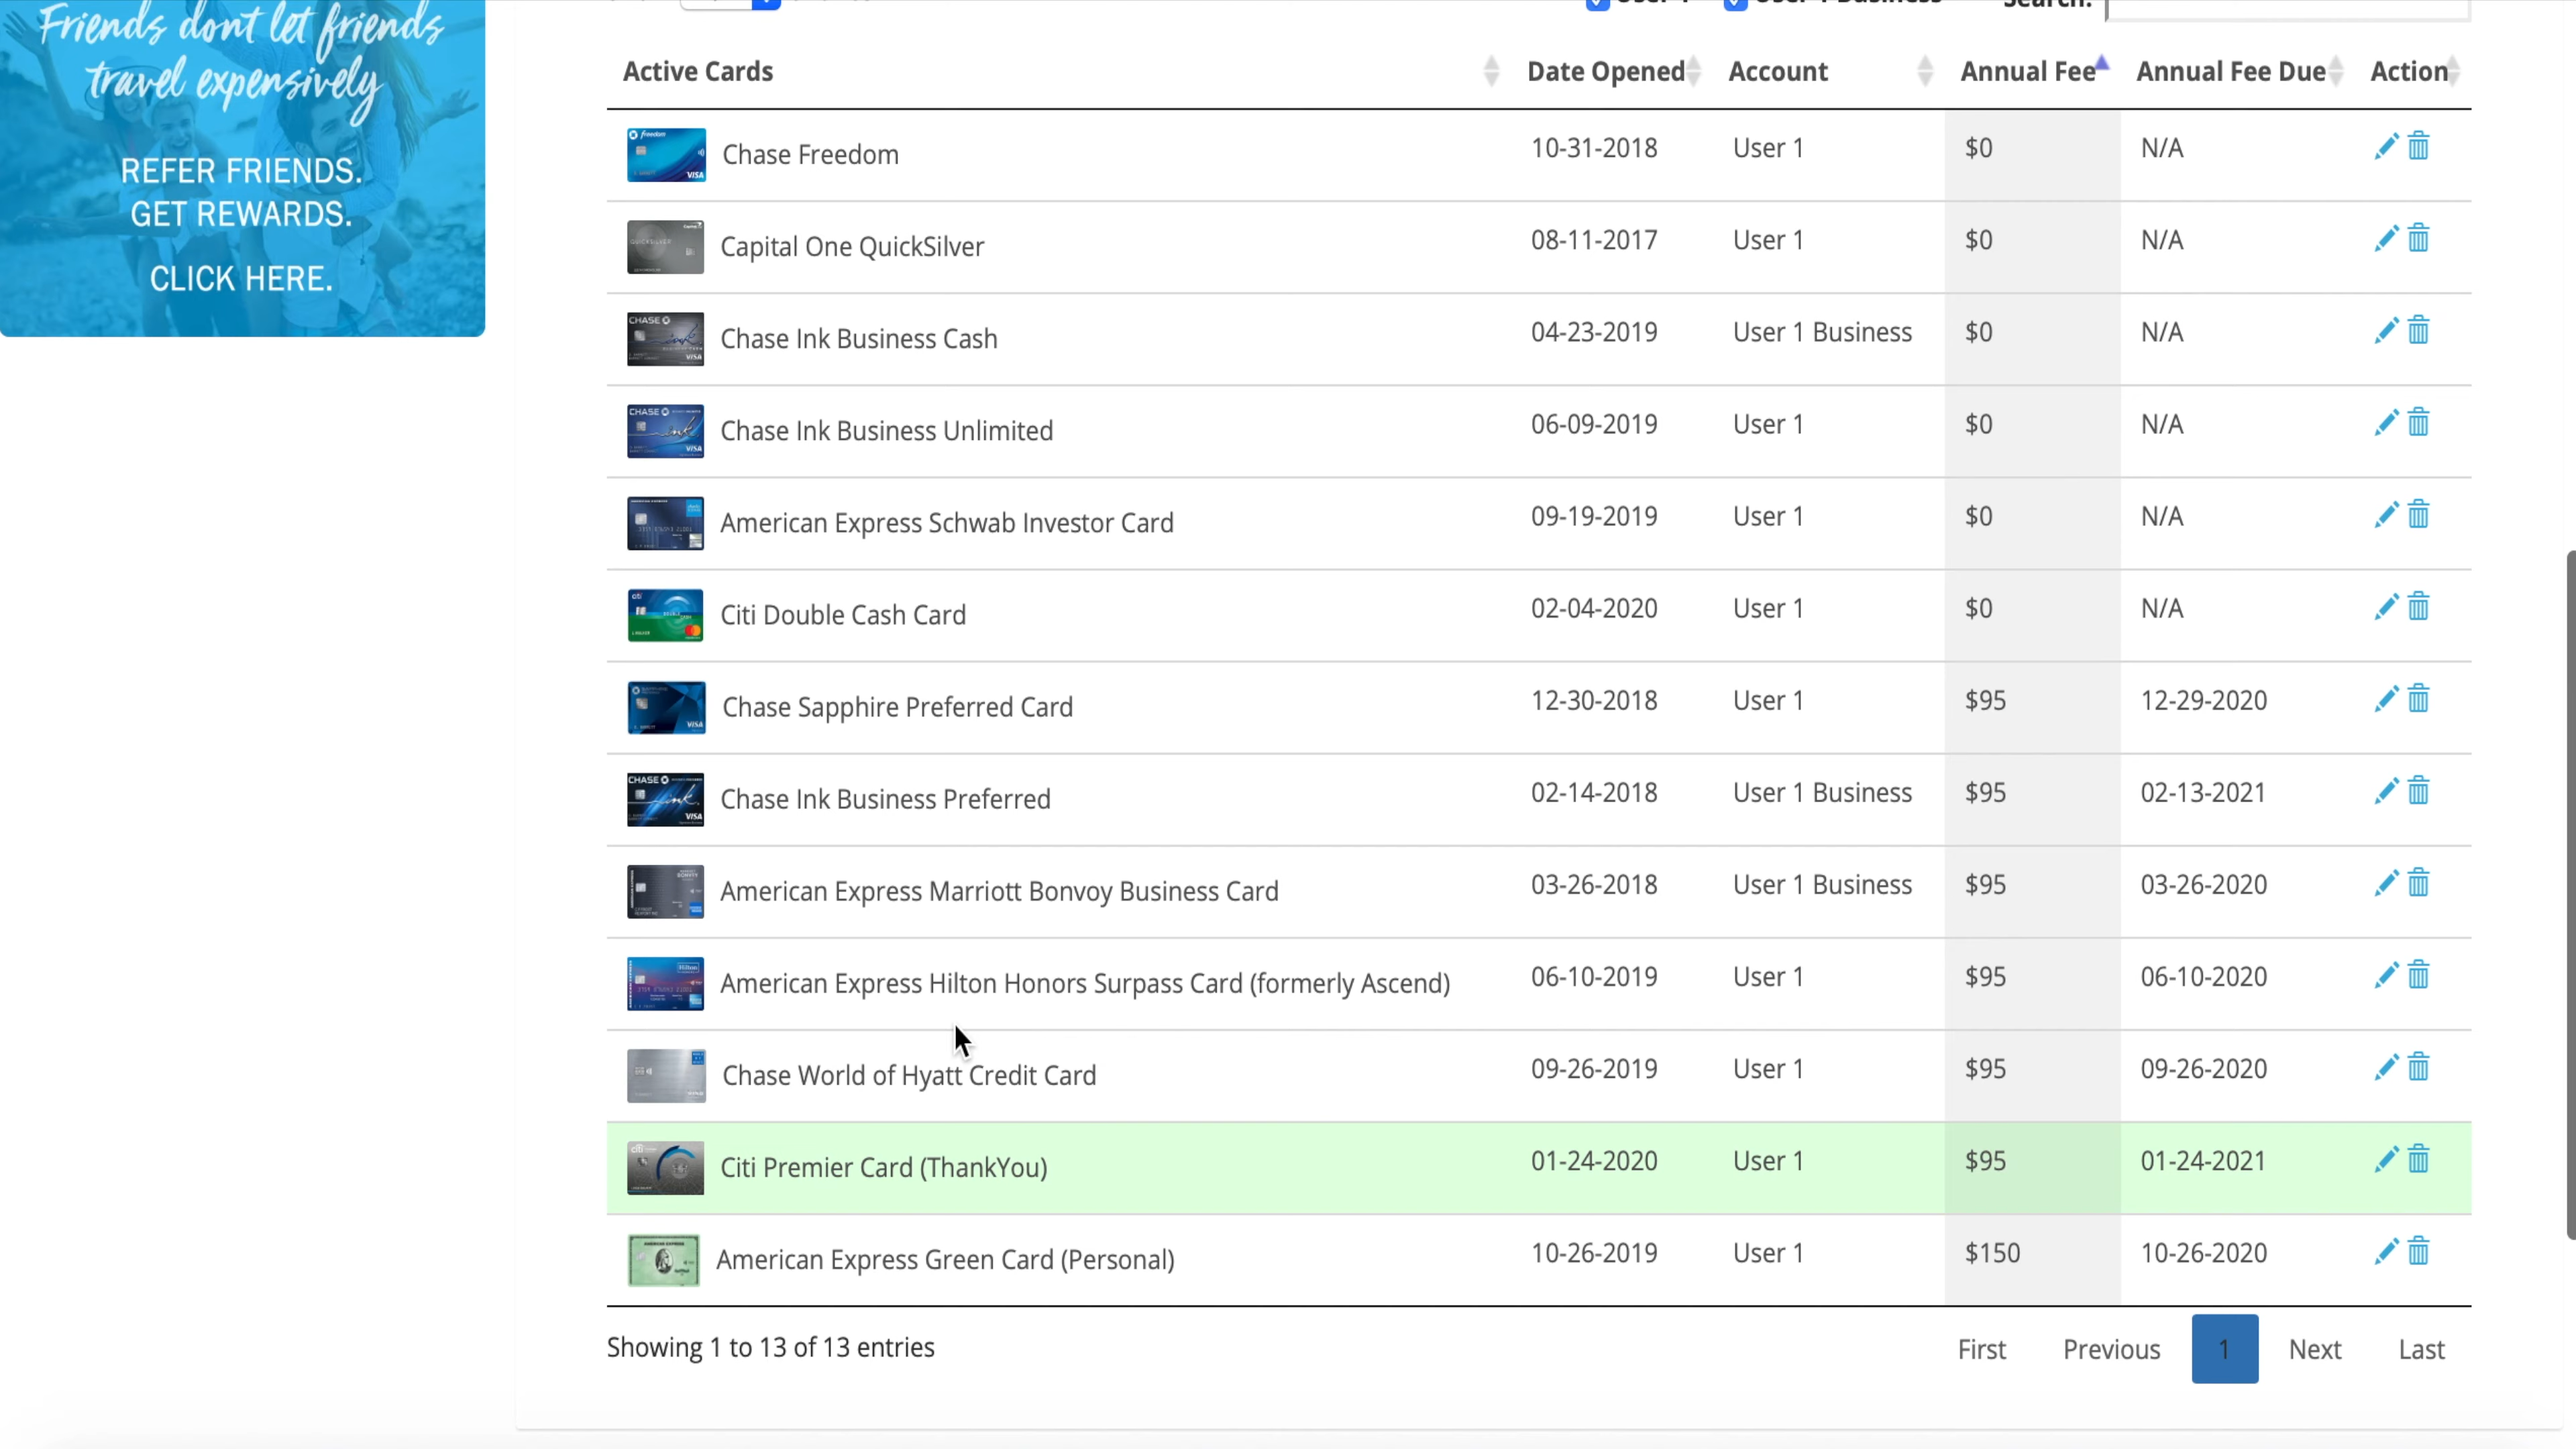 Friends dont let friends
travel expensively
REFER FRIENDS.
GET REWARDS.
CLICK HERE.
User 1 User 1 Business Search:
Active Cards Date Opened Account Annual Fee Annual Fee Due Action
Chase Freedom 10-31-2018 User 1 $0 N/A
Capital One QuickSilver 08-11-2017 User 1 $0 N/A
Chase Ink Business Cash 04-23-2019 User 1 Business $0 N/A
Chase Ink Business Unlimited 06-09-2019 User 1 $0 N/A
American Express Schwab Investor Card 09-19-2019 User 1 $0 N/A
Citi Double Cash Card 02-04-2020 User 1 $0 N/A
Chase Sapphire Preferred Card 12-30-2018 User 1 $95 12-29-2020
Chase Ink Business Preferred 02-14-2018 User 1 Business $95 02-13-2021
American Express Marriott Bonvoy Business Card 03-26-2018 User 1 Business $95 03-26-2020
American Express Hilton Honors Surpass Card (formerly Ascend) 06-10-2019 User 1 $95 06-10-2020
Chase World of Hyatt Credit Card 09-26-2019 User 1 $95 09-26-2020
Citi Premier Card (ThankYou) 01-24-2020 User 1 $95 01-24-2021
American Express Green Card (Personal) 10-26-2019 User 1 $150 10-26-2020
Showing 1 to 13 of 13 entries First Previous 1 Next Last